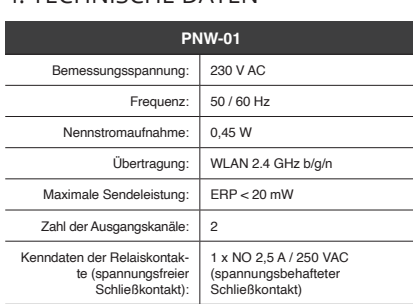 4. TECHNISCHE DATEN
PNW-01
Bemessungsspannung: 230 V AC
Frequenz: 50 / 60 Hz
Nennstromaufnahme: 0,45 W
Übertragung: WLAN 2.4 GHz b/g/n
Maximale Sendeleistung: ERP < 20 mW
Zahl der Ausgangskanäle: 2
Kenndaten der Relaiskontak- 1 x NO 2,5 A / 250 VAC
te (spannungsfreier (spannungsbehafteter
Schließkontakt): Schließkontakt)